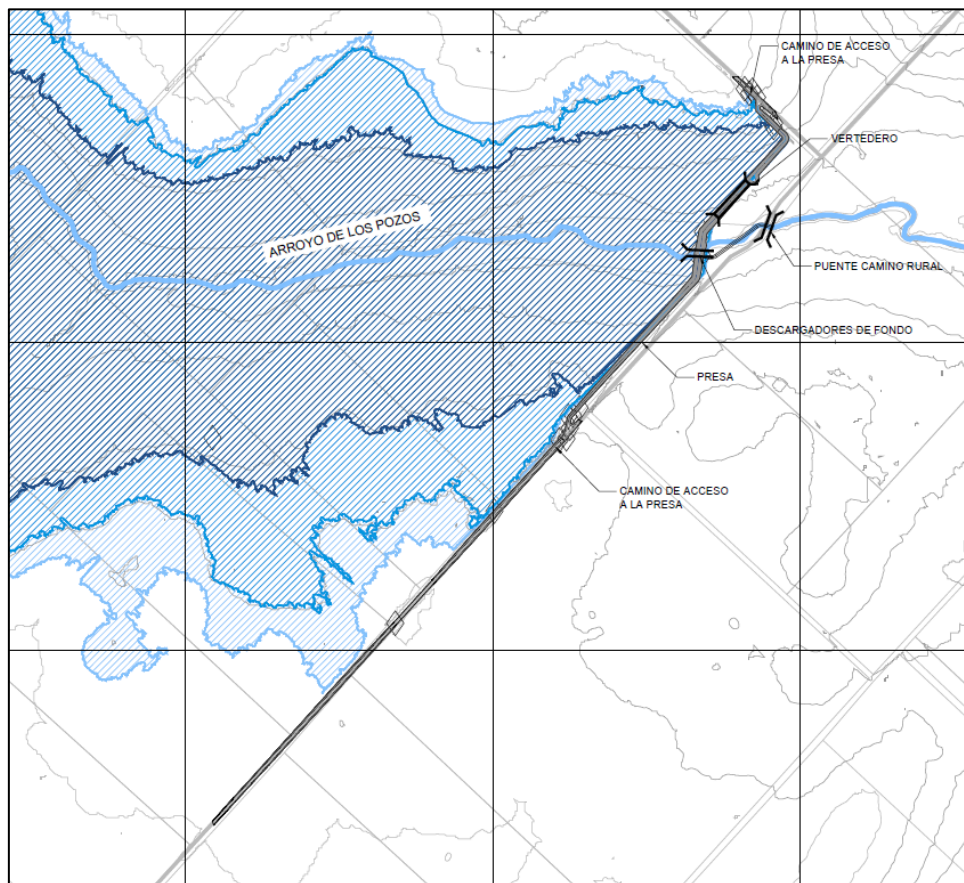 CAMINO DE ACCESO
A LA PRESA
VERTEDERO
ARROYO DE LOS POZOS
PUENTE CAMINO RURAL
DESCARGADORES DE FONDO
PRESA
CAMINO DE ACCESO
A LA PRESA